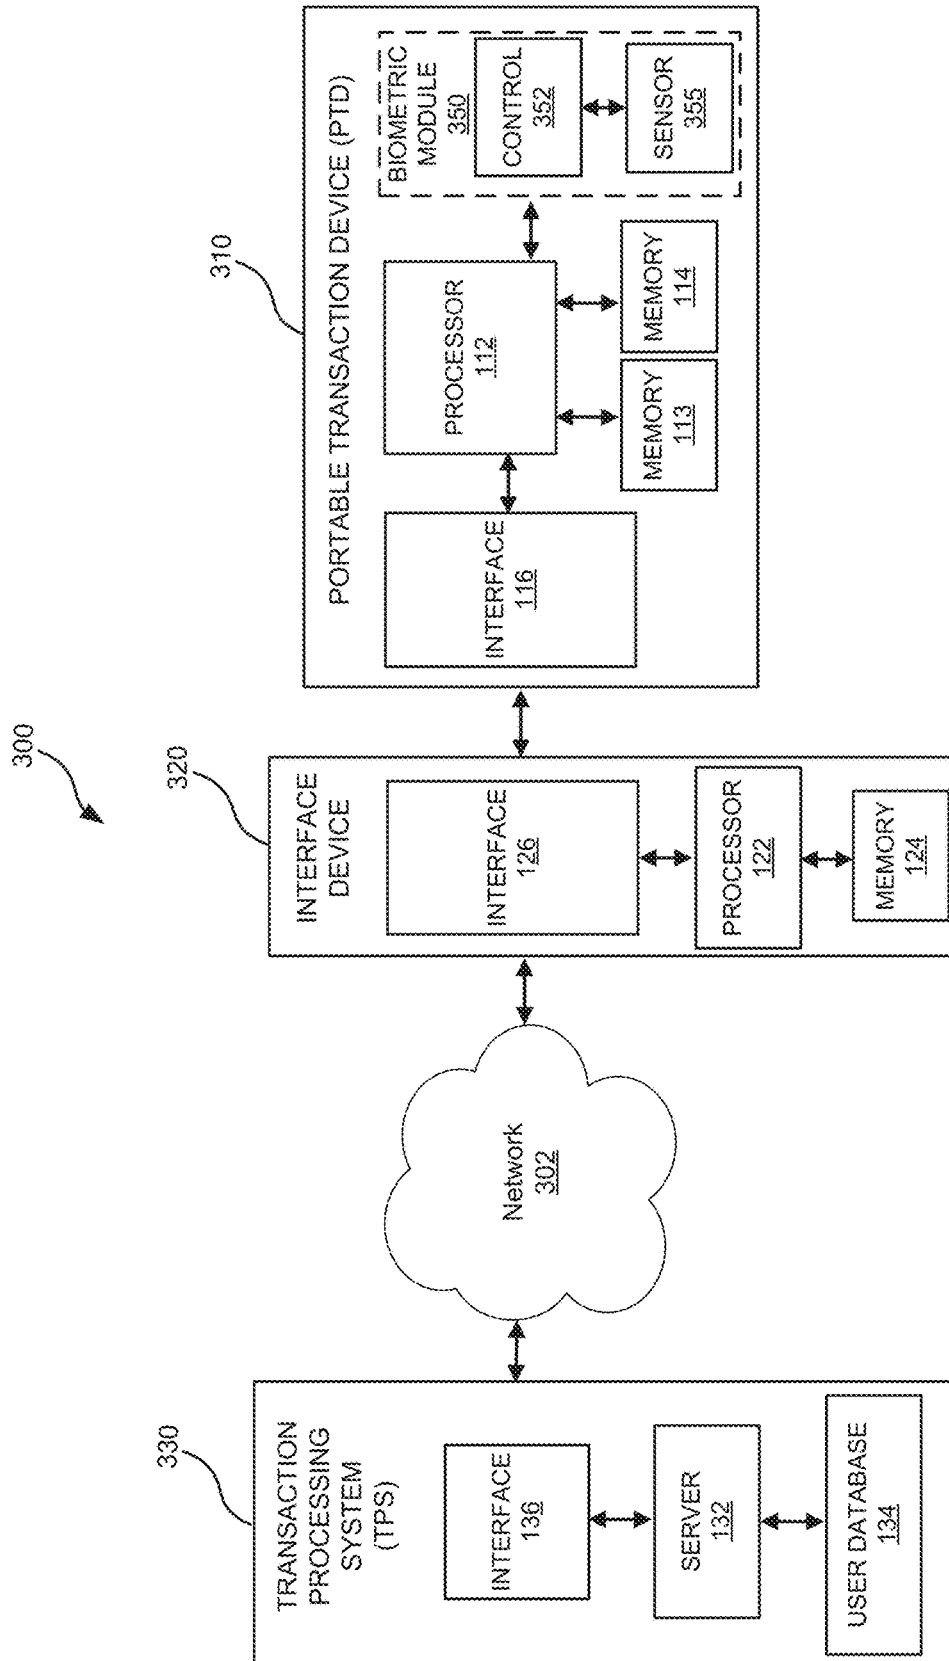 300
330
TRANSACTION
PROCESSING
SYSTEM
(TPS)
INTERFACE
136
SERVER
132
USER DATABASE
134
Network
302
320
INTERFACE
DEVICE
INTERFACE
126
PROCESSOR
122
MEMORY
124
310
PORTABLE TRANSACTION DEVICE (PTD)
INTERFACE
116
PROCESSOR
112
MEMORY
113
MEMORY
114
BIOMETRIC
MODULE
350
CONTROL
352
SENSOR
355